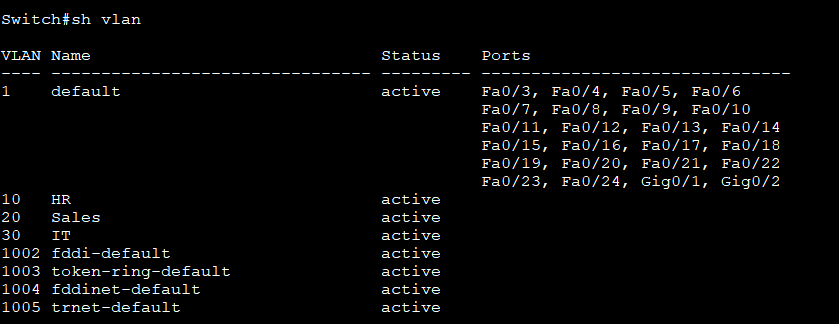 Switch#sh vlan
VLAN Name                             Status    Ports
---- -------------------------------- --------- -------------------------------
1    default                          active    Fa0/3, Fa0/4, Fa0/5, Fa0/6
                                                Fa0/7, Fa0/8, Fa0/9, Fa0/10
                                                Fa0/11, Fa0/12, Fa0/13, Fa0/14
                                                Fa0/15, Fa0/16, Fa0/17, Fa0/18
                                                Fa0/19, Fa0/20, Fa0/21, Fa0/22
                                                Fa0/23, Fa0/24, Gig0/1, Gig0/2
10   HR                               active
20   Sales                            active
30   IT                               active
1002 fddi-default                     active
1003 token-ring-default               active
1004 fddinet-default                  active
1005 trnet-default                    active